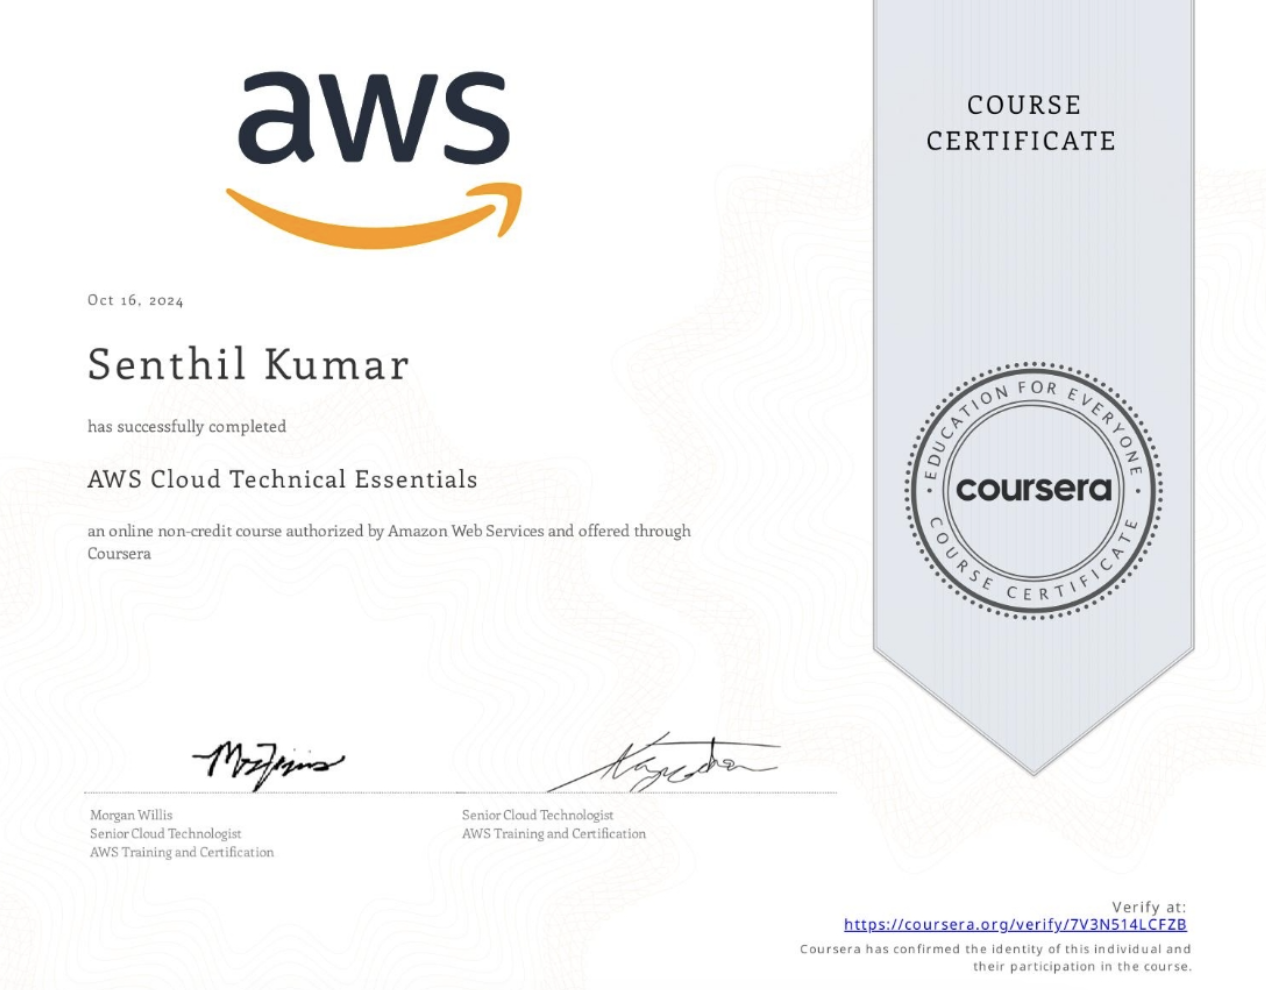 aws
COURSE
CERTIFICATE
Oct 16, 2024
Senthil Kumar
has successfully completed
AWS Cloud Technical Essentials
an online non-credit course authorized by Amazon Web Services and offered through
Coursera
EDUCATION FOR EVERYONE
coursera
COURSE CERTIFICATE
Morgan Willis
Senior Cloud Technologist
AWS Training and Certification
Senior Cloud Technologist
AWS Training and Certification
Verify at:
https://coursera.org/verify/7V3N514LCFZB
Coursera has confirmed the identity of this individual and
their participation in the course.